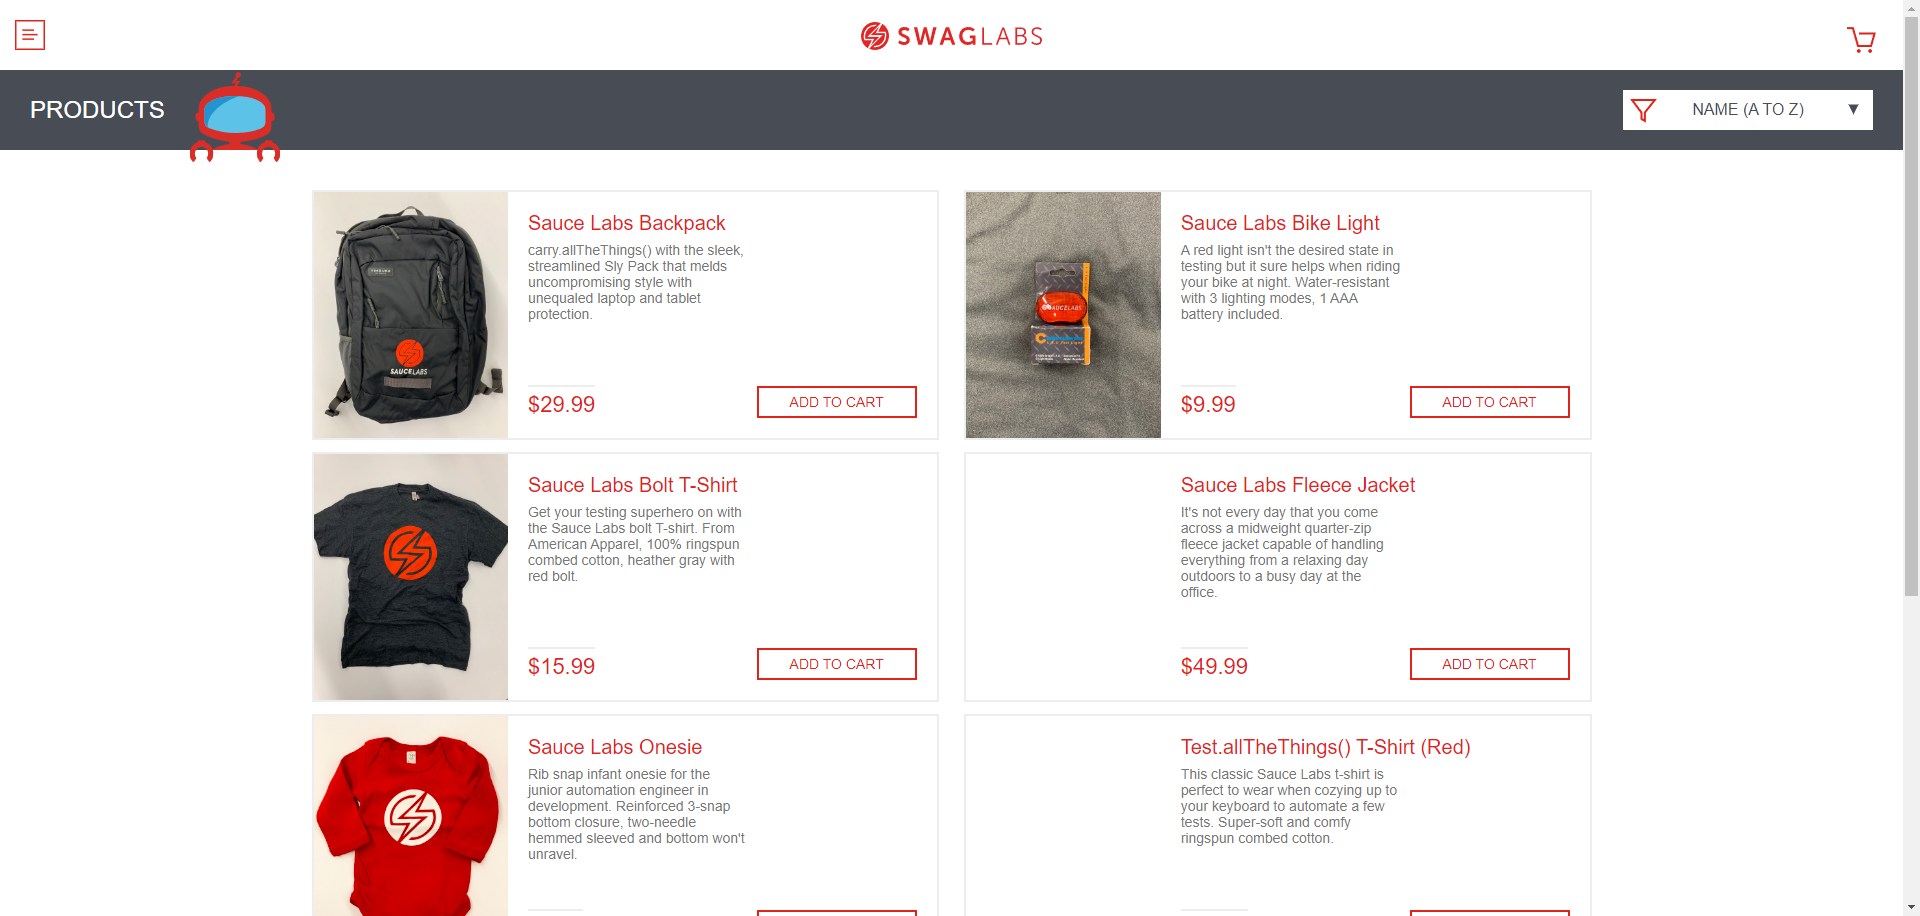 SWAGLABS
PRODUCTS
NAME (A TO Z)
Sauce Labs Backpack
carry.allTheThings() with the sleek,
streamlined Sly Pack that melds
uncompromising style with
unequaled laptop and tablet
protection.
SAUCELABS
$29.99
ADD TO CART
Sauce Labs Bike Light
A red light isn't the desired state in
testing but it sure helps when riding
your bike at night. Water-resistant
with 3 lighting modes, 1 AAA
battery included.
SAUCELABS
$9.99
ADD TO CART
Sauce Labs Bolt T-Shirt
Get your testing superhero on with
the Sauce Labs bolt T-shirt. From
American Apparel, 100% ringspun
combed cotton, heather gray with
red bolt.
$15.99
ADD TO CART
Sauce Labs Fleece Jacket
It's not every day that you come
across a midweight quarter-zip
fleece jacket capable of handling
everything from a relaxing day
outdoors to a busy day at the
office.
$49.99
ADD TO CART
Sauce Labs Onesie
Rib snap infant onesie for the
junior automation engineer in
development. Reinforced 3-snap
bottom closure, two-needle
hemmed sleeved and bottom won't
unravel.
Test.allTheThings() T-Shirt (Red)
This classic Sauce Labs t-shirt is
perfect to wear when cozying up to
your keyboard to automate a few
tests. Super-soft and comfy
ringspun combed cotton.